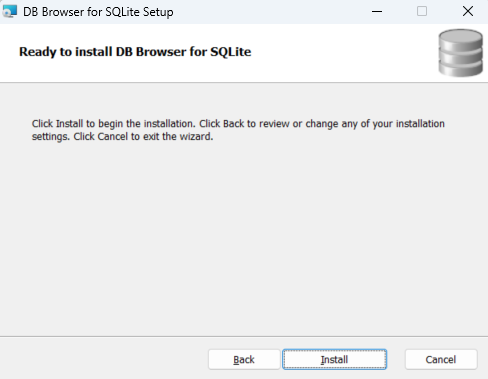 DB Browser for SQLite Setup
Ready to install DB Browser for SQLite
Click Install to begin the installation. Click Back to review or change any of your installation
settings. Click Cancel to exit the wizard.
Back Install Cancel